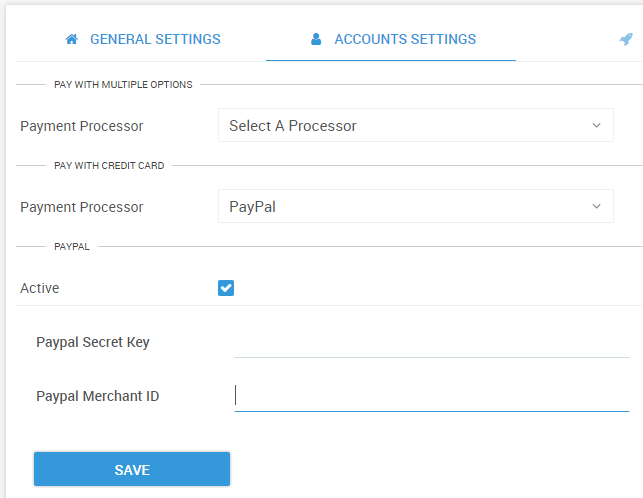 GENERAL SETTINGS
ACCOUNTS SETTINGS
PAY WITH MULTIPLE OPTIONS
Payment Processor
Select A Processor
PAY WITH CREDIT CARD
Payment Processor
PayPal
PAYPAL
Active
Paypal Secret Key
Paypal Merchant ID
SAVE